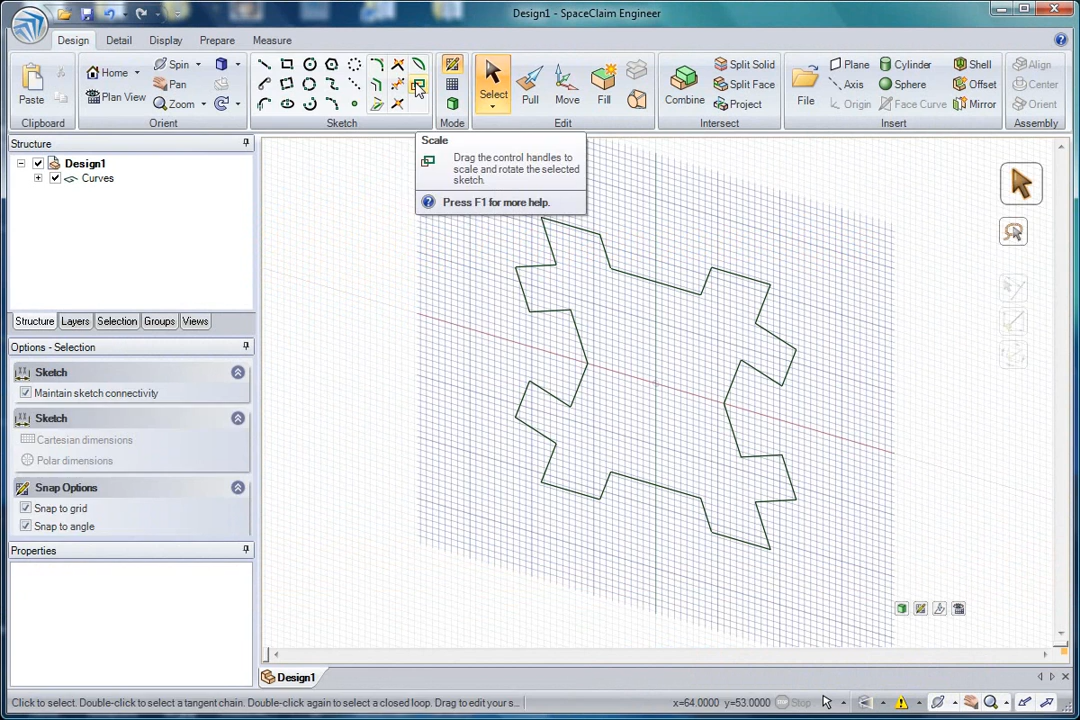 Design1 - SpaceClaim Engineer
Design Detail Display Prepare Measure
Paste
Clipboard
Home
Plan View
Spin
Pan
Zoom
Orient
Sketch
Mode
Select
Pull
Move
Fill
Edit
Combine
Split Solid
Split Face
Project
Intersect
File
Plane
Axis
Origin
Cylinder
Sphere
Face Curve
Shell
Offset
Mirror
Insert
Align
Center
Orient
Assembly
Structure
Design1
Curves
Structure Layers Selection Groups Views
Options - Selection
Sketch
Maintain sketch connectivity
Sketch
Cartesian dimensions
Polar dimensions
Snap Options
Snap to grid
Snap to angle
Properties
Scale
Drag the control handles to
scale and rotate the selected
sketch.
Press F1 for more help.
Design1
Click to select. Double-click to select a tangent chain. Double-click again to select a closed loop. Drag to edit your s...
x=64.0000 y=53.0000
Stop